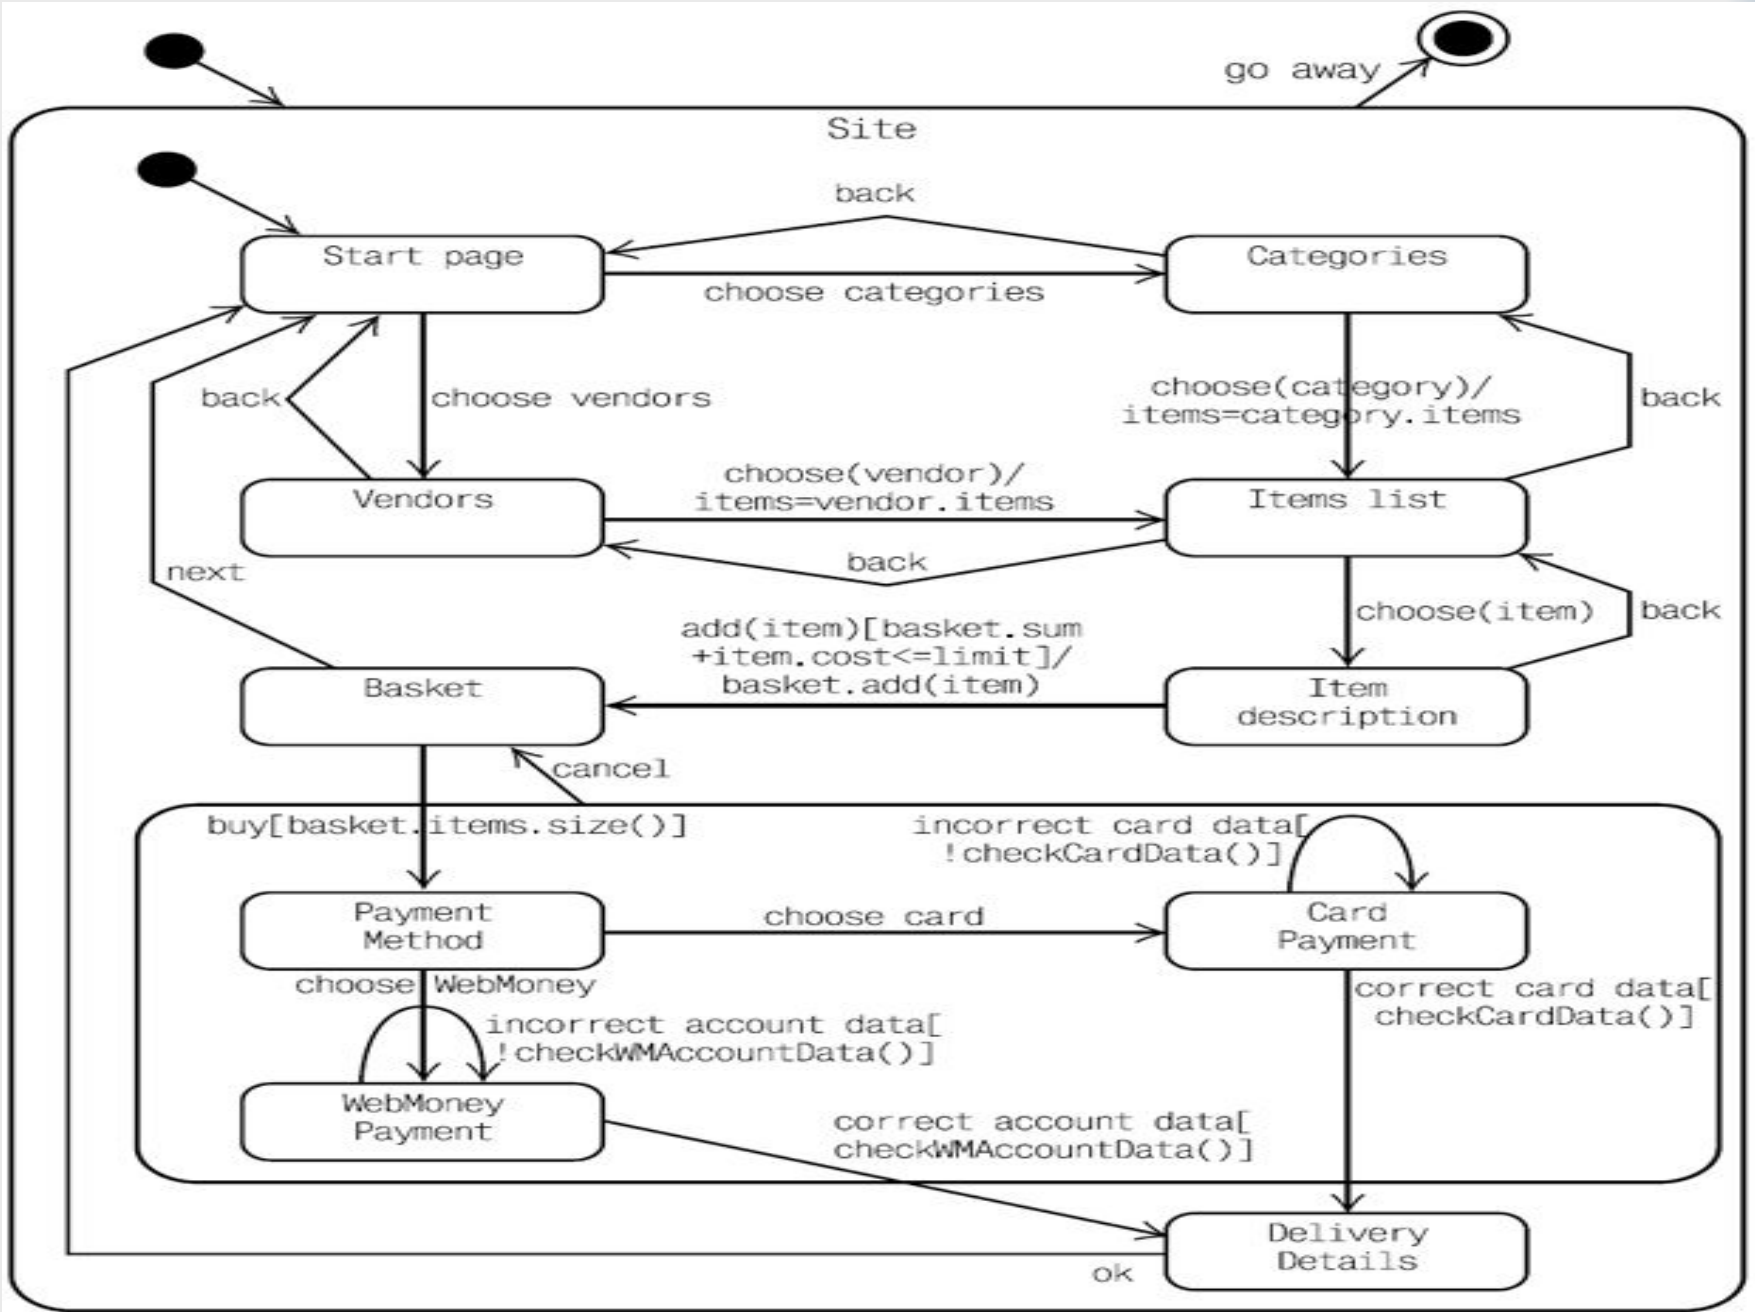 go away
Site
back
Start page
Categories
choose categories
back
choose vendors
choose(category)/
items=category.items
back
choose(vendor)/
items=vendor.items
Vendors
Items list
back
next
choose(item)
back
add(item)[basket.sum
+item.cost<=limit]/
basket.add(item)
Basket
Item
description
cancel
buy[basket.items.size()]
incorrect card data[
!checkCardData()]
Payment
Method
choose card
Card
Payment
choose WebMoney
correct card data[
checkCardData()]
incorrect account data[
!checkWMAccountData()]
WebMoney
Payment
correct account data[
checkWMAccountData()]
Delivery
Details
ok